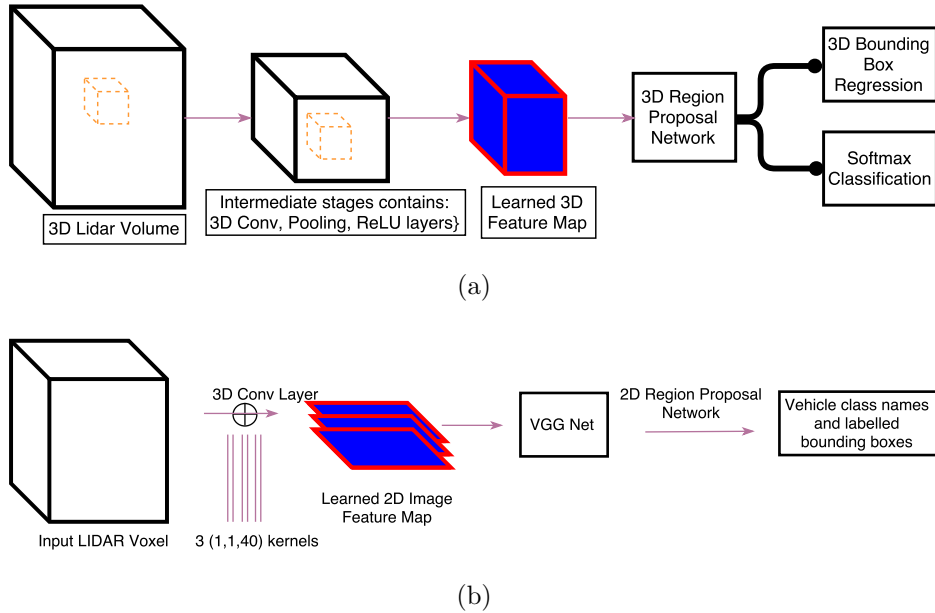 3D Lidar Volume
Intermediate stages contains:
3D Conv, Pooling, ReLU layers}
Learned 3D
Feature Map
3D Region
Proposal
Network
3D Bounding
Box
Regression
Softmax
Classification
(a)
Input LIDAR Voxel
3D Conv Layer
3 (1,1,40) kernels
Learned 2D Image
Feature Map
VGG Net
2D Region Proposal
Network
Vehicle class names
and labelled
bounding boxes
(b)